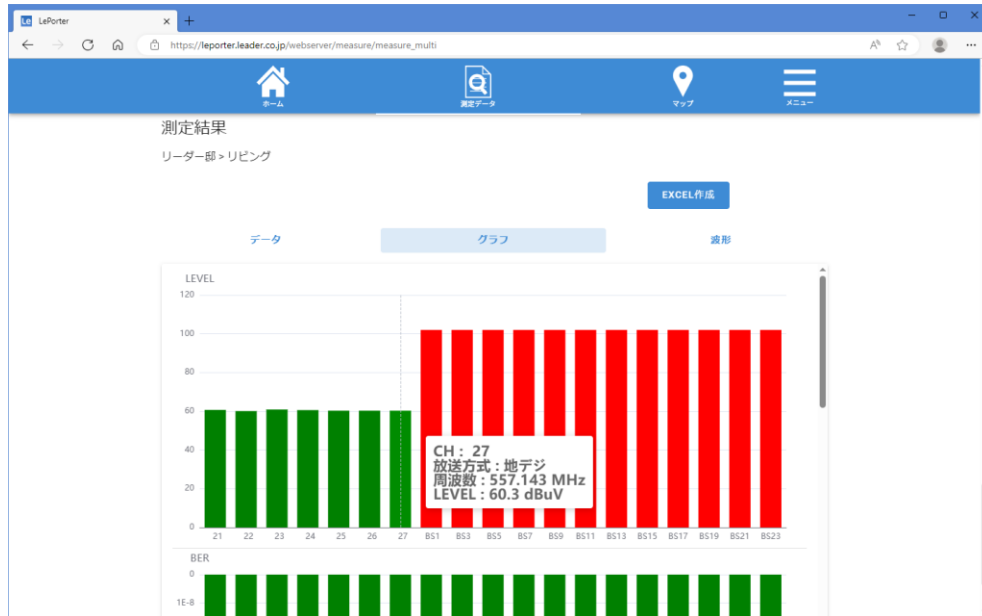 Le LePorter
https://leporter.leader.co.jp/webserver/measure/measure_multi
ホーム
測定データ
マップ
メニュー
測定結果
リーダー邸 > リビング
EXCEL作成
データ
グラフ
波形
LEVEL
120
100
80
60
40
20
0
CH : 27
放送方式 : 地デジ
周波数 : 557.143 MHz
LEVEL : 60.3 dBuV
21 22 23 24 25 26 27 BS1 BS3 BS5 BS7 BS9 BS11 BS13 BS15 BS17 BS19 BS21 BS23
BER
0
1E-8